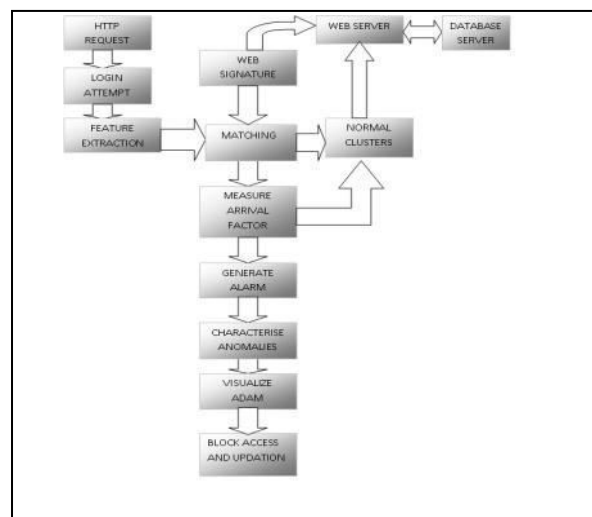 HTTP
REQUEST
WEB SERVER
DATABASE
SERVER
LOGIN
ATTEMPT
WEB
SIGNATURE
FEATURE
EXTRACTION
MATCHING
NORMAL
CLUSTERS
MEASURE
ARRIVAL
FACTOR
GENERATE
ALARM
CHARACTERISE
ANOMALIES
VISUALIZE
ADAM
BLOCK ACCESS
AND UPDATION